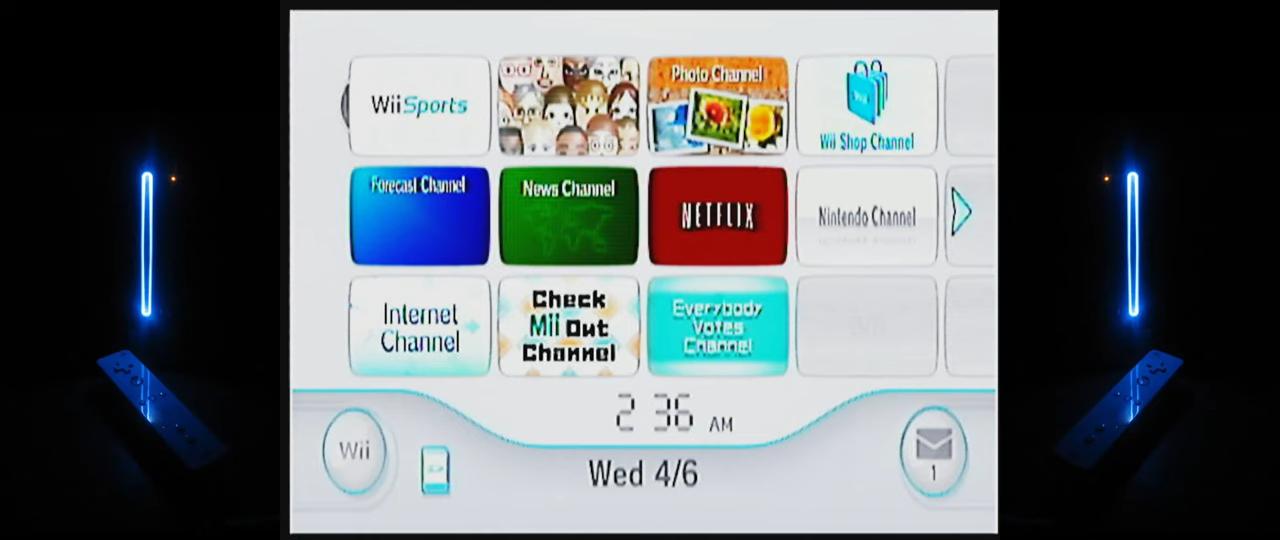 WiiSports
Photo Channel
Wii
Wii Shop Channel
Forecast Channel
News Channel
NETFLIX
Nintendo Channel
Internet
Channel
Check
Mii Out
Channel
Everybody
Votes
Channel
2 36 AM
Wii
Wed 4/6
1